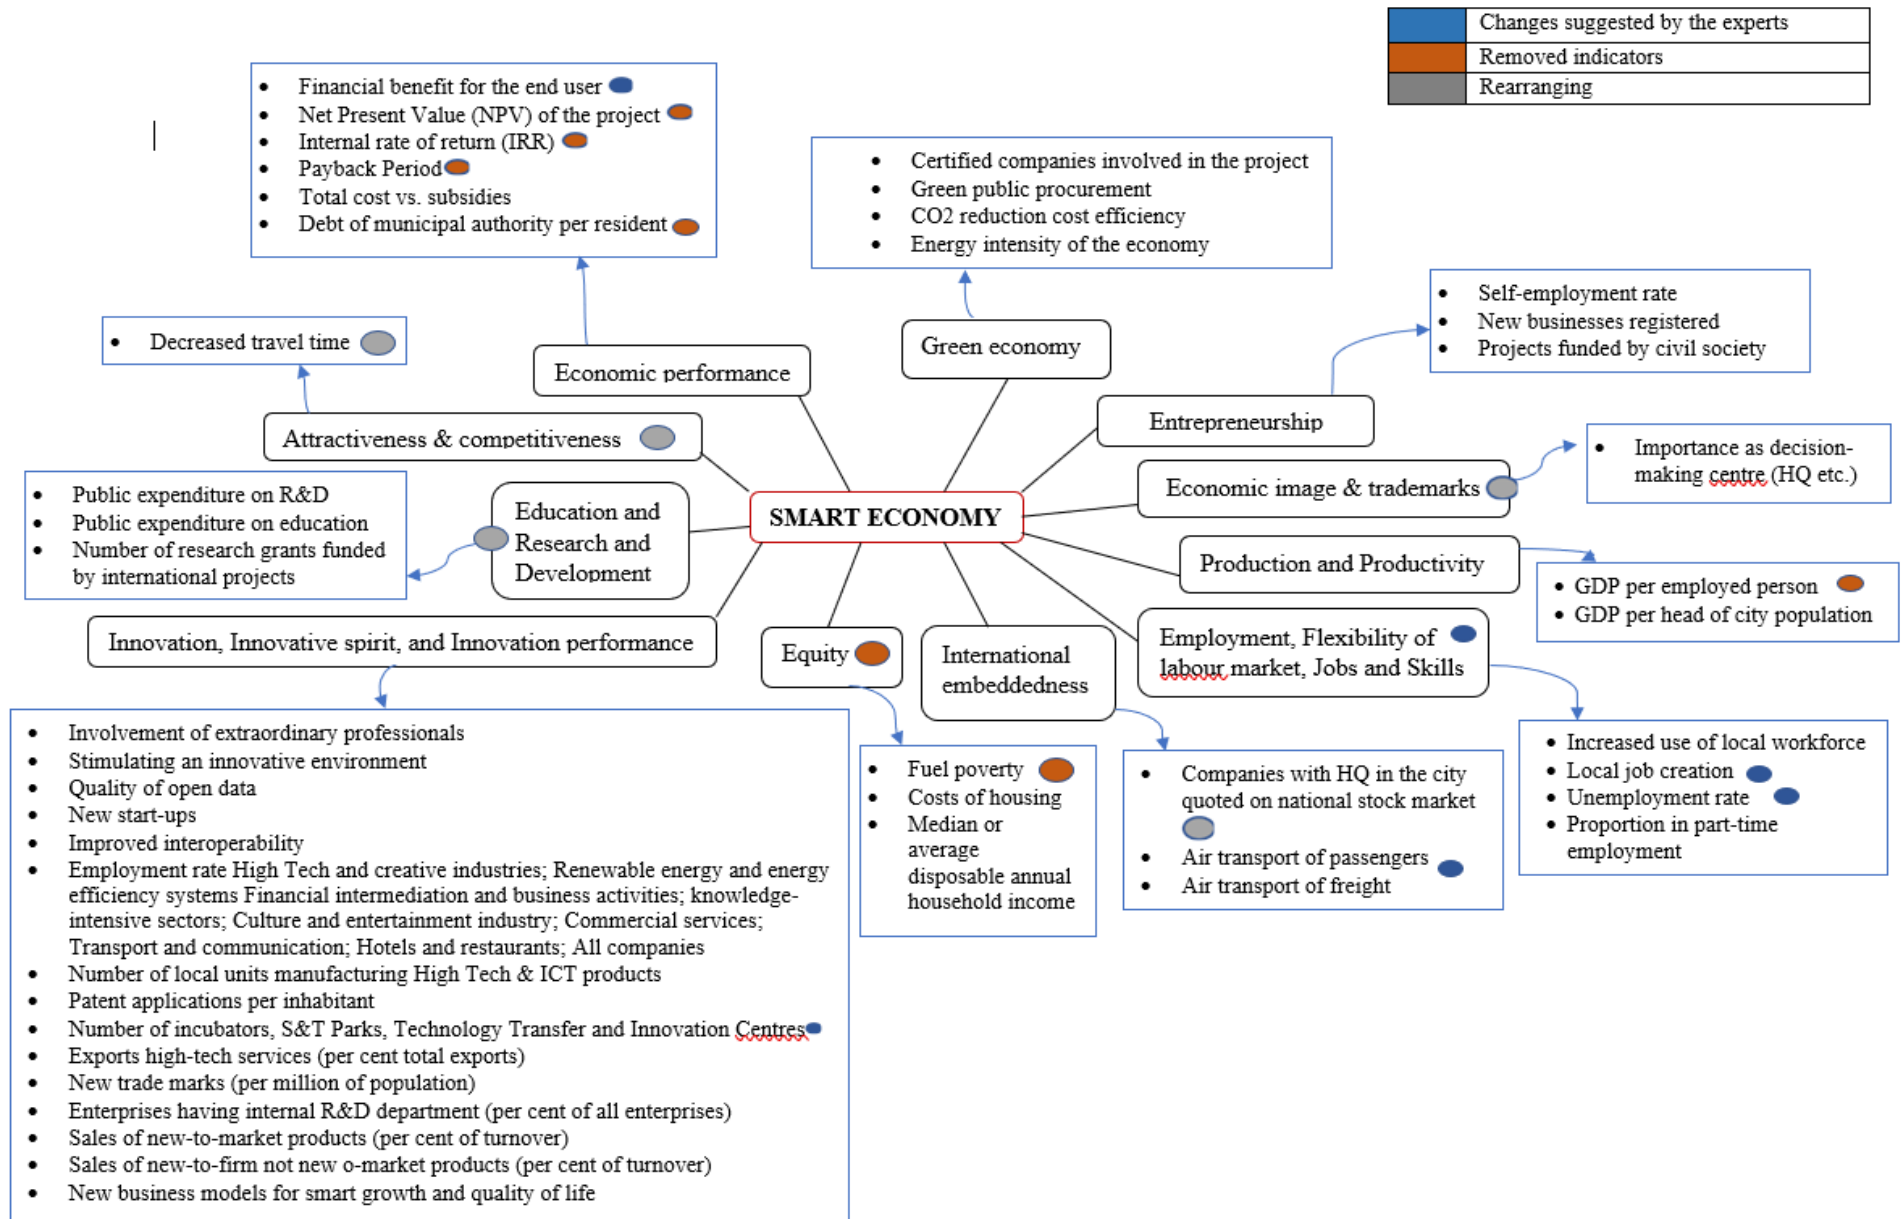 Changes suggested by the experts
Removed indicators
Rearranging
• Financial benefit for the end user
• Net Present Value (NPV) of the project
• Internal rate of return (IRR)
• Payback Period
• Total cost vs. subsidies
• Debt of municipal authority per resident
• Certified companies involved in the project
• Green public procurement
• CO2 reduction cost efficiency
• Energy intensity of the economy
• Self-employment rate
• New businesses registered
• Projects funded by civil society
• Decreased travel time
Economic performance
Green economy
Entrepreneurship
Attractiveness & competitiveness
Economic image & trademarks
• Importance as decision-
making centre (HQ etc.)
• Public expenditure on R&D
• Public expenditure on education
• Number of research grants funded
by international projects
Education and
Research and
Development
SMART ECONOMY
Production and Productivity
• GDP per employed person
• GDP per head of city population
Innovation, Innovative spirit, and Innovation performance
Equity
International
embeddedness
Employment, Flexibility of
labour market, Jobs and Skills
• Involvement of extraordinary professionals
• Stimulating an innovative environment
• Quality of open data
• New start-ups
• Improved interoperability
• Employment rate High Tech and creative industries; Renewable energy and energy
efficiency systems Financial intermediation and business activities; knowledge-
intensive sectors; Culture and entertainment industry; Commercial services;
Transport and communication; Hotels and restaurants; All companies
• Number of local units manufacturing High Tech & ICT products
• Patent applications per inhabitant
• Number of incubators, S&T Parks, Technology Transfer and Innovation Centres
• Exports high-tech services (per cent total exports)
• New trade marks (per million of population)
• Enterprises having internal R&D department (per cent of all enterprises)
• Sales of new-to-market products (per cent of turnover)
• Sales of new-to-firm not new o-market products (per cent of turnover)
• New business models for smart growth and quality of life
• Fuel poverty
• Costs of housing
• Median or
average
disposable annual
household income
• Companies with HQ in the city
quoted on national stock market
• Air transport of passengers
• Air transport of freight
• Increased use of local workforce
• Local job creation
• Unemployment rate
• Proportion in part-time
employment